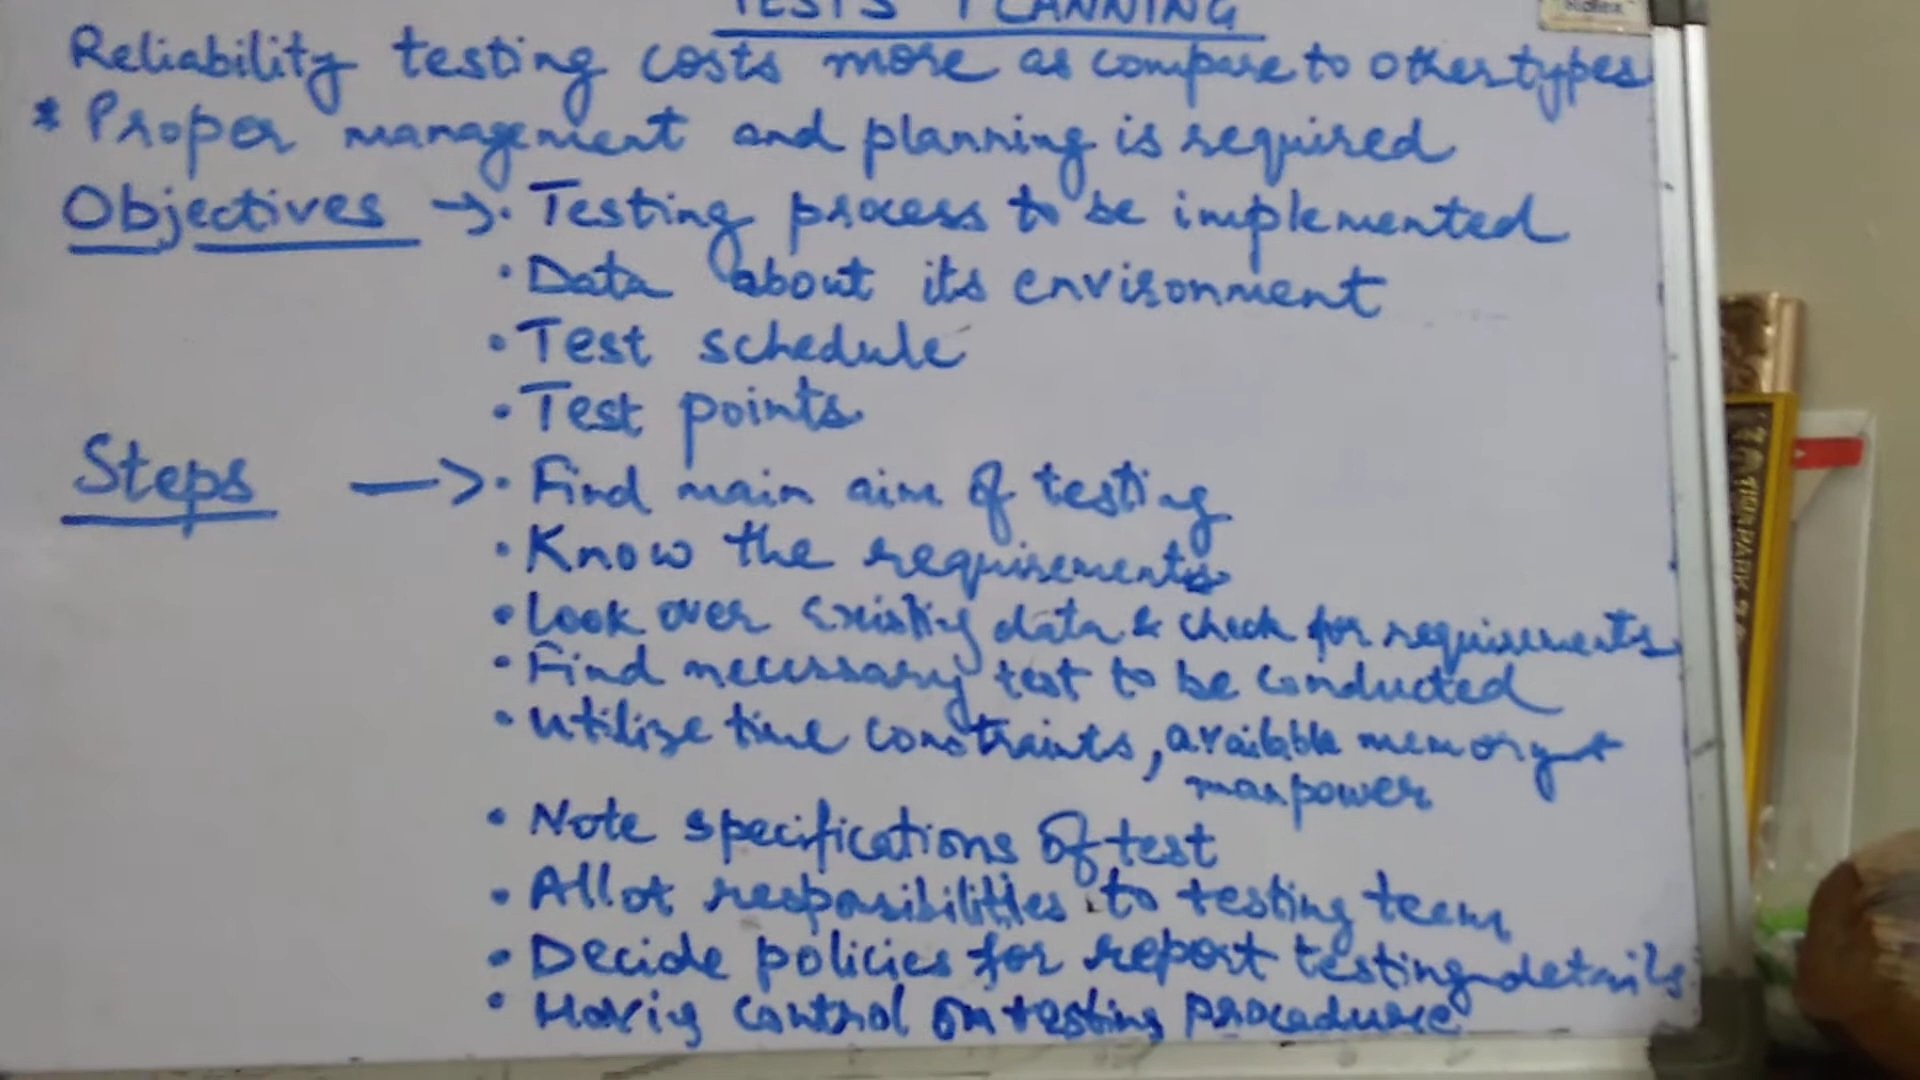 TESTS PLANNING
Reliability testing costs more as compare to other types
* Proper management and planning is required
Objectives → · Testing process to be implemented
· Data about its environment
· Test schedule
· Test points
Steps → · Find main aim of testing
· Know the requirements
· Look over existing data & check for requirements
· Find necessary test to be conducted
· Utilize time constraints, available memory +
manpower
· Note specifications of test
· Allot responsibilities to testing team
· Decide policies for report testing details
· Having control on testing procedure